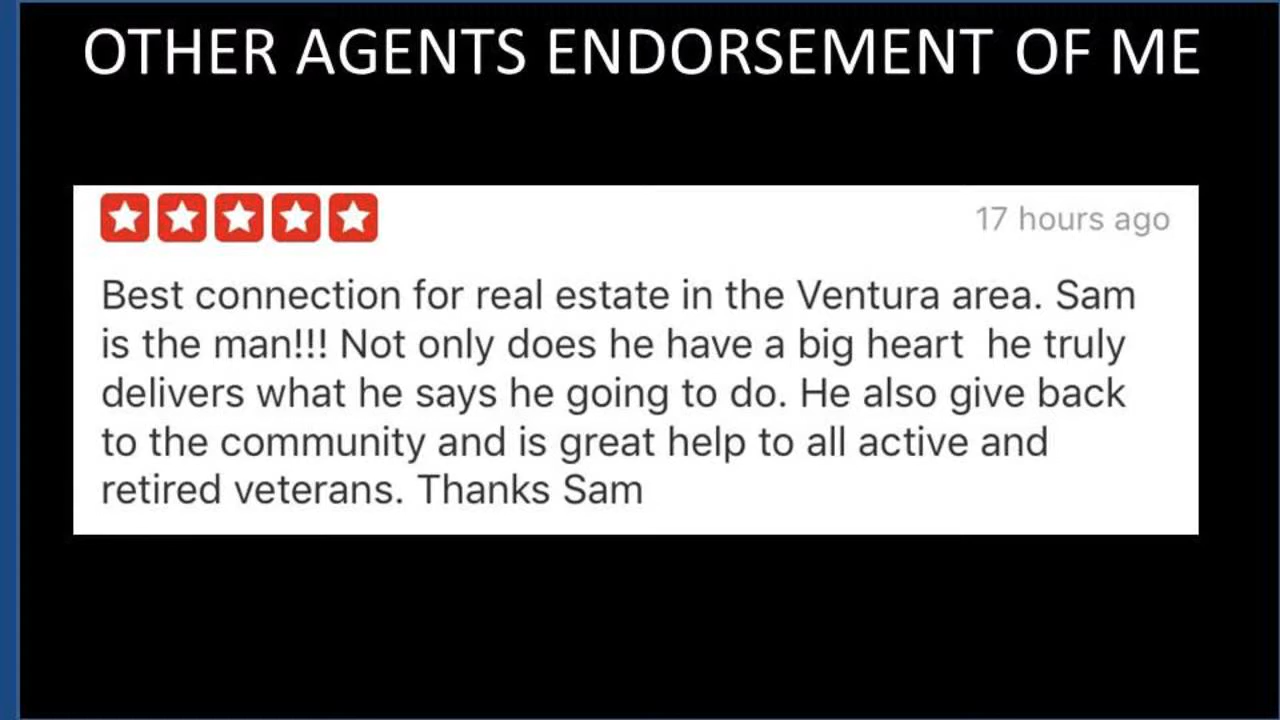 OTHER AGENTS ENDORSEMENT OF ME
17 hours ago
Best connection for real estate in the Ventura area. Sam
is the man!!! Not only does he have a big heart  he truly
delivers what he says he going to do. He also give back
to the community and is great help to all active and
retired veterans. Thanks Sam